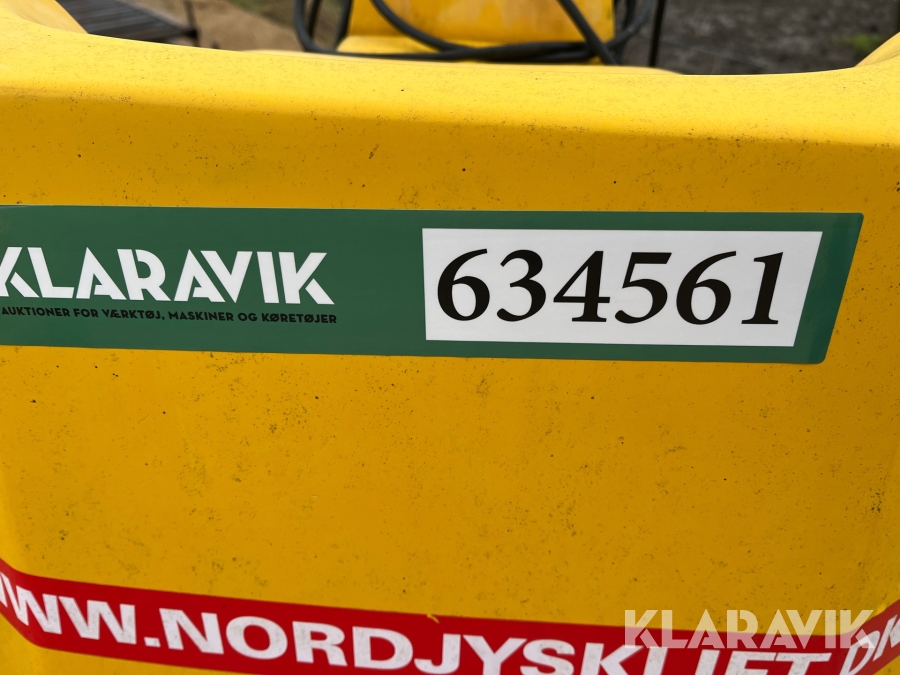 KLARAVIK 634561
AUKTIONER FOR VÆRKTØJ, MASKINER OG KØRETØJER
WWW.NORDJYSKLIFT.DK
KLARAVIK